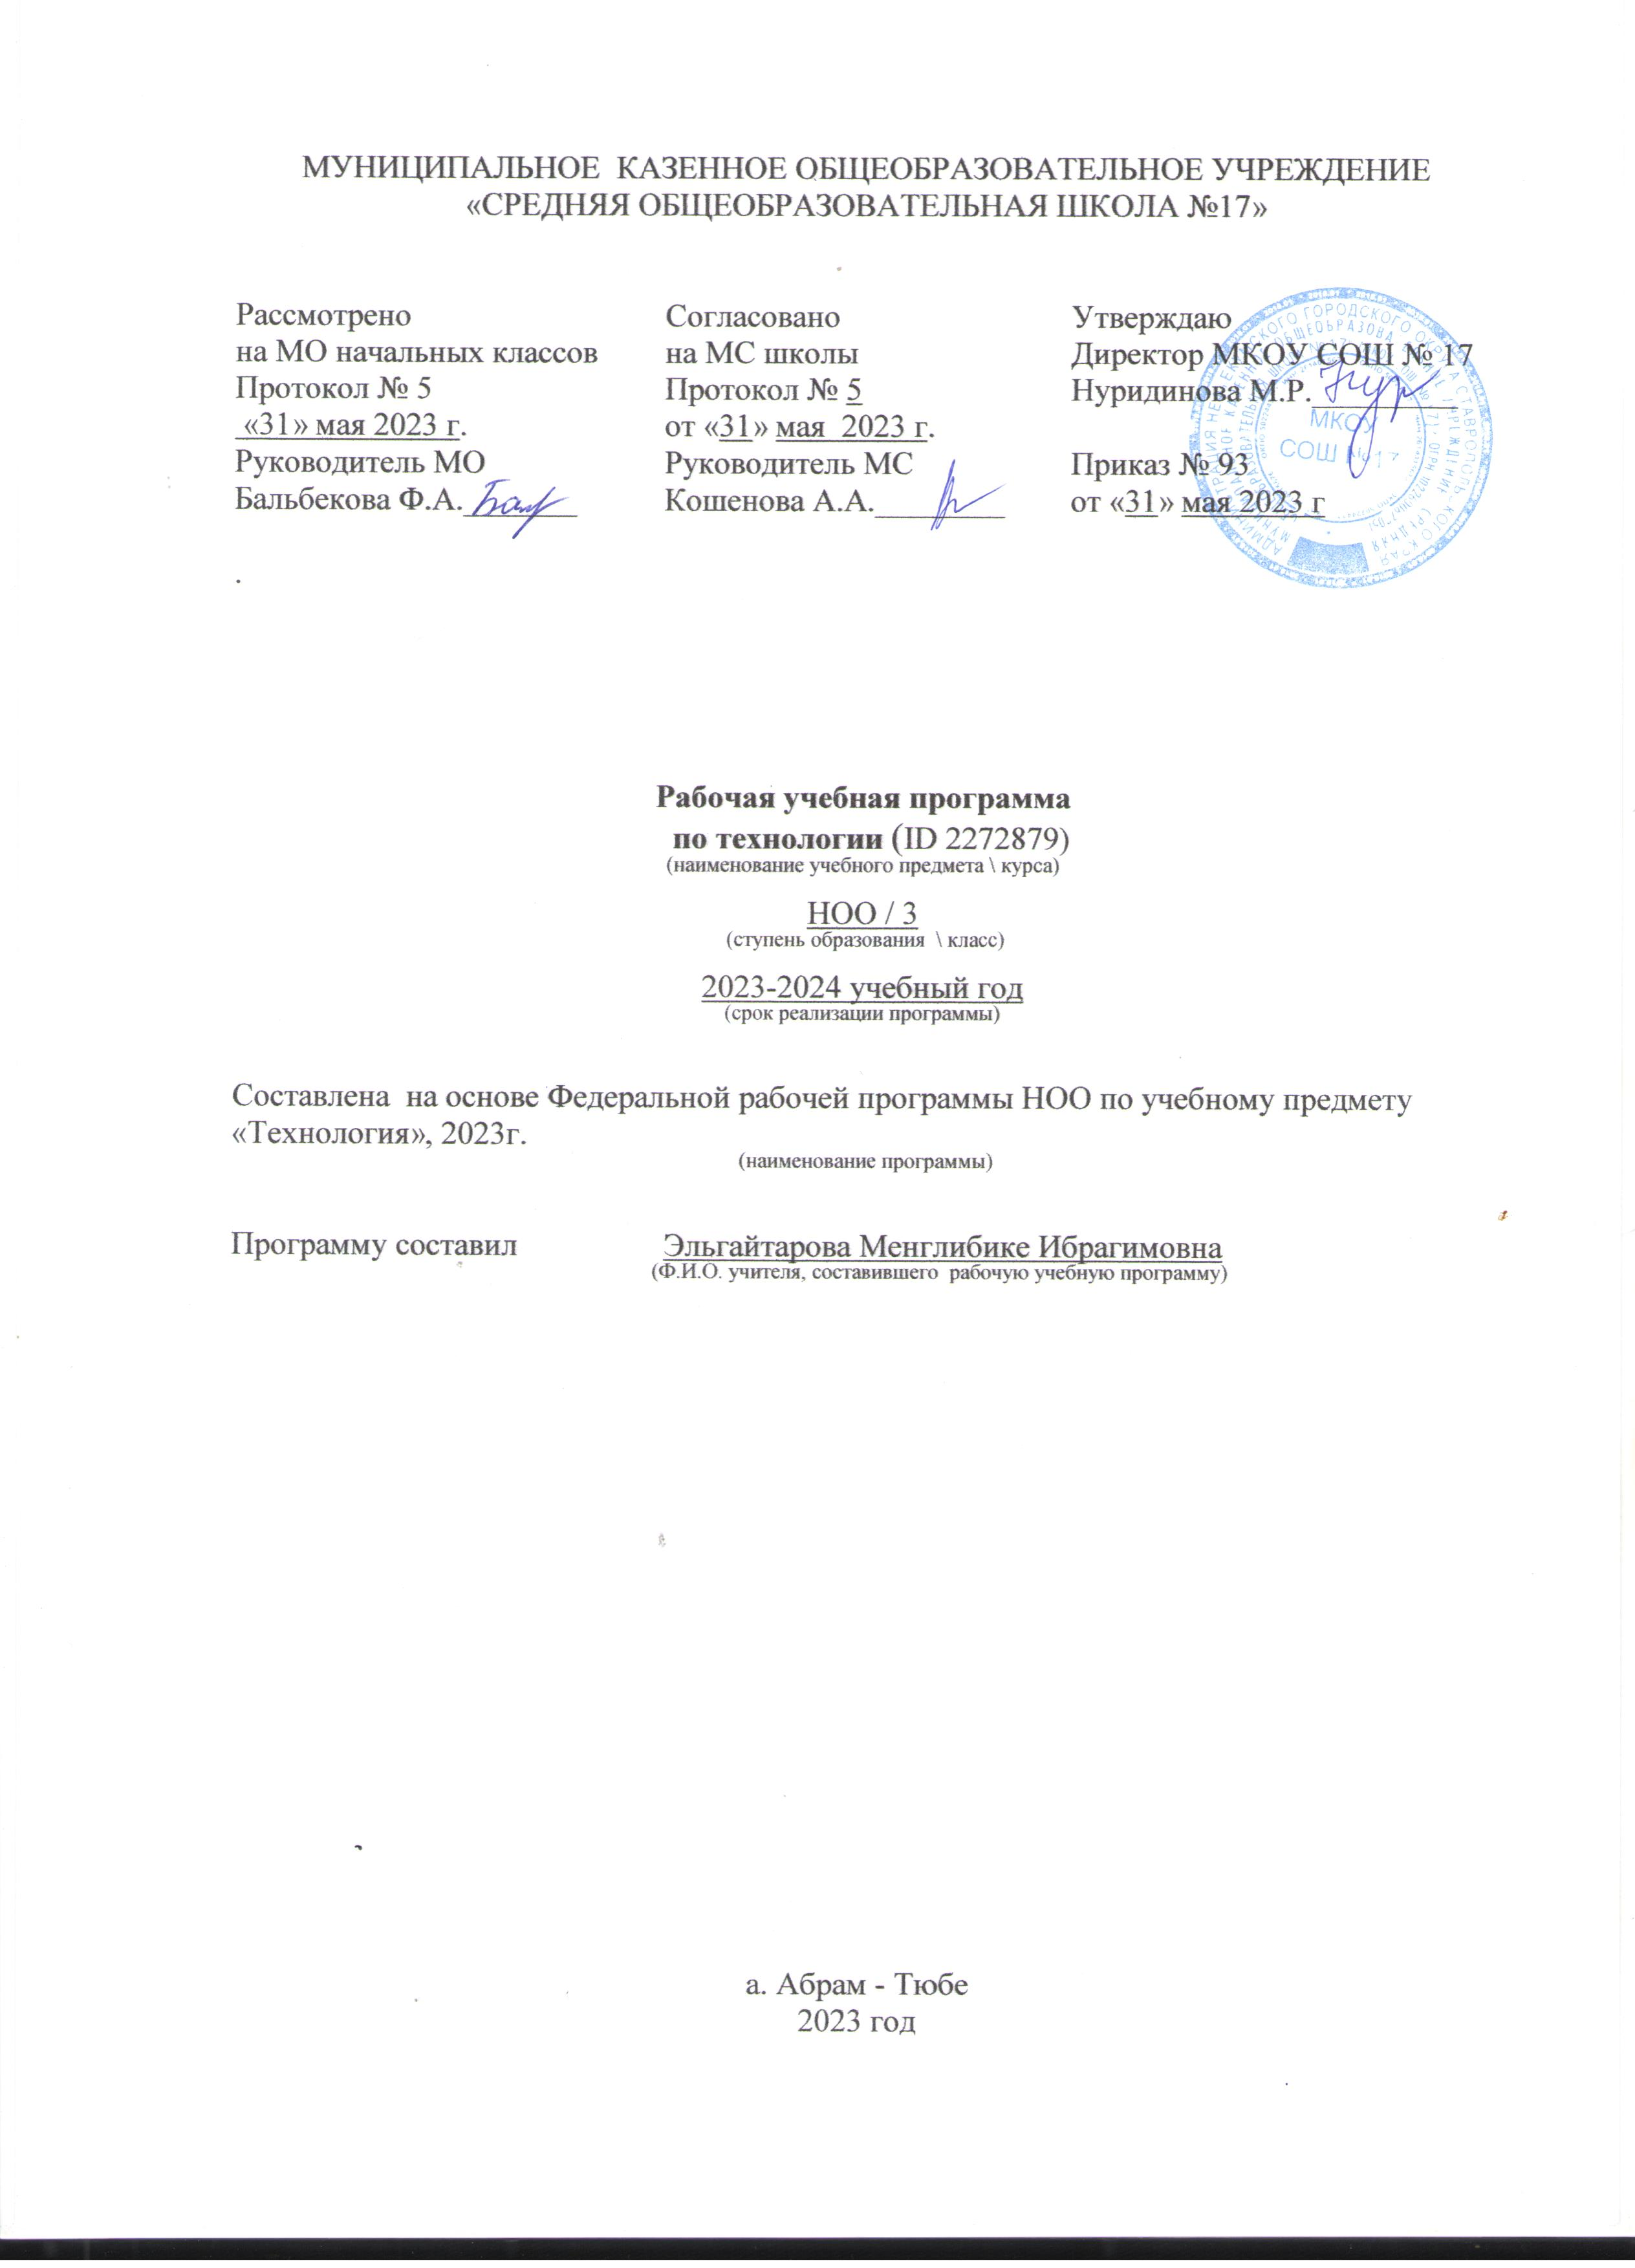 МУНИЦИПАЛЬНОЕ КАЗЕННОЕ ОБЩЕОБРАЗОВАТЕЛЬНОЕ УЧРЕЖДЕНИЕ
«СРЕДНЯЯ ОБЩЕОБРАЗОВАТЕЛЬНАЯ ШКОЛА №17»
Рассмотрено
на МО начальных классов
Протокол № 5
«31» мая 2023 г.
Руководитель МО
Бальбекова Ф.А.________
Согласовано
на МС школы
Протокол № 5
от «31» мая 2023 г.
Руководитель МС
Кошенова А.А.________
Утверждаю
Директор МКОУ СОШ № 17
Нуридинова М.Р.________
Приказ № 93
от «31» мая 2023 г
МКОУ
СОШ №17
Рабочая учебная программа
по технологии (ID 2272879)
(наименование учебного предмета \ курса)
НОО / 3
(ступень образования \ класс)
2023-2024 учебный год
(срок реализации программы)
Составлена на основе Федеральной рабочей программы НОО по учебному предмету
«Технология», 2023г.
(наименование программы)
Программу составил Эльгайтарова Менглибике Ибрагимовна
(Ф.И.О. учителя, составившего рабочую учебную программу)
а. Абрам - Тюбе
2023 год